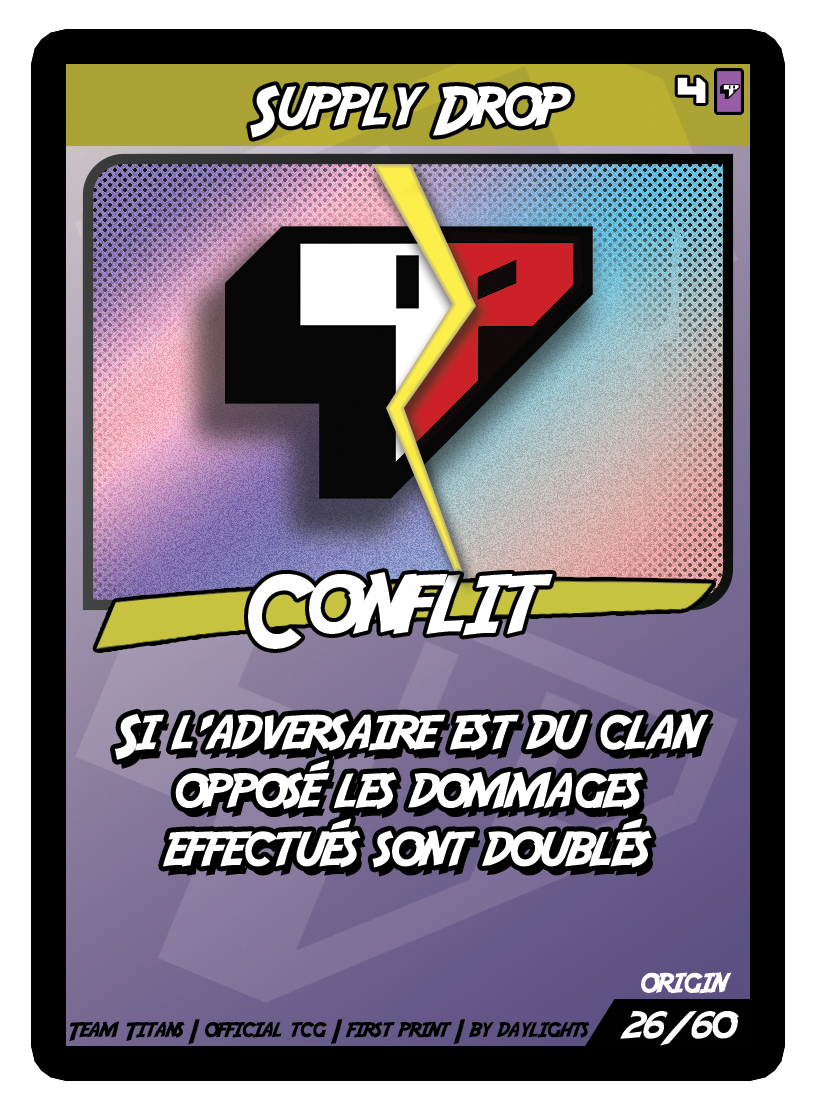 Supply Drop
4
Conflit
Si l'adversaire est du clan
opposé les dommages
effectués sont doublés
Origin
Team Titans | Official TCG | First Print | by Daylights
26/60